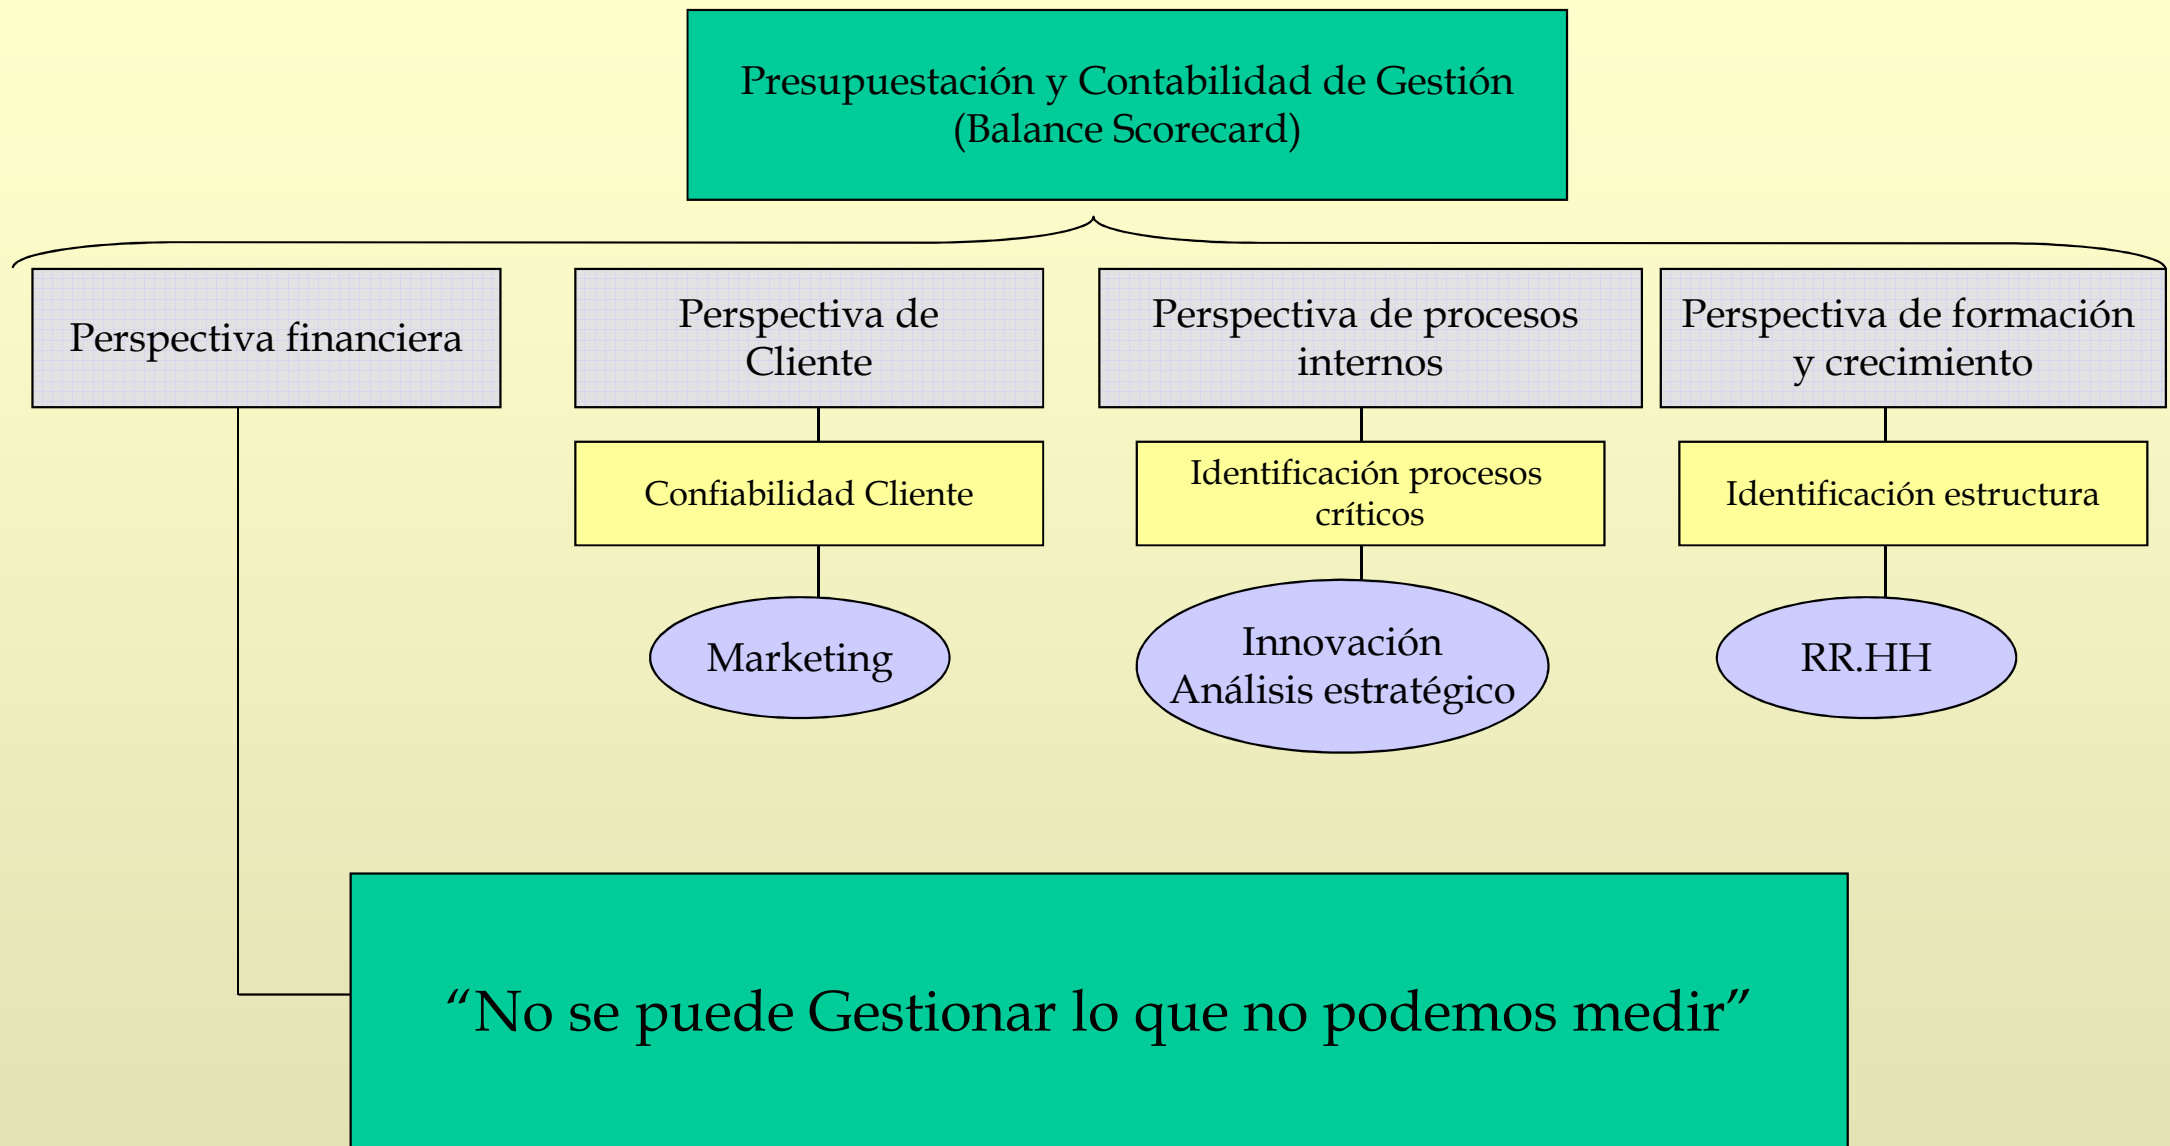 Presupuestación y Contabilidad de Gestión
(Balance Scorecard)
Perspectiva financiera
Perspectiva de
Cliente
Perspectiva de procesos
internos
Perspectiva de formación
y crecimiento
Confiabilidad Cliente
Identificación procesos
críticos
Identificación estructura
Marketing
Innovación
Análisis estratégico
RR.HH
“No se puede Gestionar lo que no podemos medir”